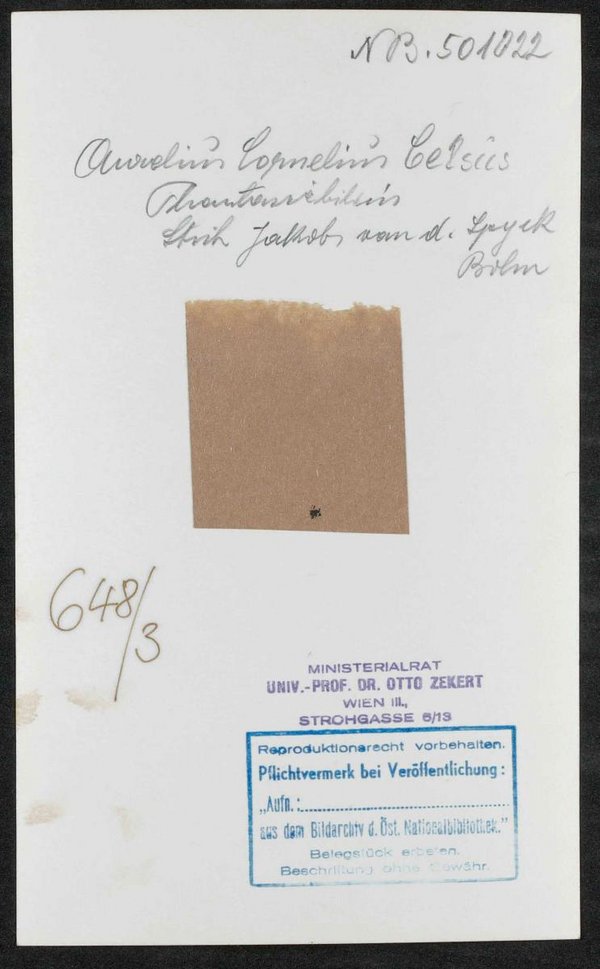 NB. 501022
Aurelius Cornelius Celsus
Phantasiebildnis
Stich Jakob van d. Spyck
648/3
MINISTERIALRAT
UNIV.-PROF. DR. OTTO ZEKERT
WIEN III.,
STROHGASSE 6/13
Reproduktionsrecht vorbehalten.
Pflichtvermerk bei Veröffentlichung:
„Aufn.:
aus dem Bildarchiv d. Öst. Nationalbibliothek."
Belegstück erbeten.
Beschriftung ohne Gewähr.